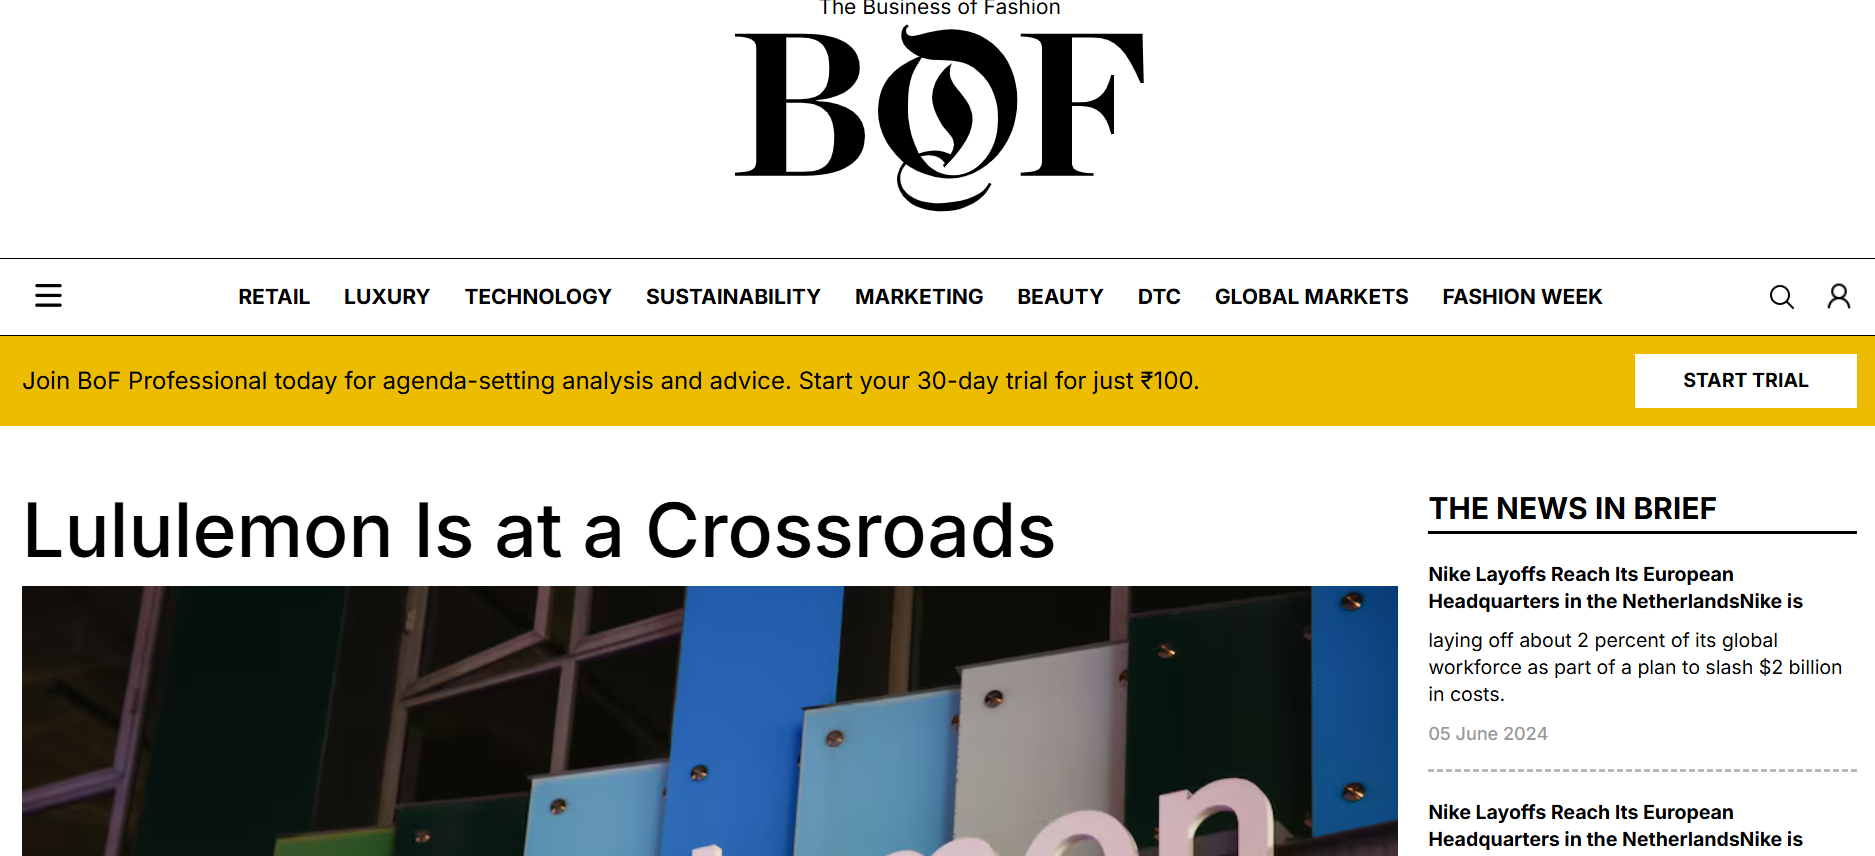 The Business of Fashion
BoF
RETAIL LUXURY TECHNOLOGY SUSTAINABILITY MARKETING BEAUTY DTC GLOBAL MARKETS FASHION WEEK
Join BoF Professional today for agenda-setting analysis and advice. Start your 30-day trial for just ₹100.
START TRIAL
Lululemon Is at a Crossroads
mon
THE NEWS IN BRIEF
Nike Layoffs Reach Its European
Headquarters in the NetherlandsNike is
laying off about 2 percent of its global
workforce as part of a plan to slash $2 billion
in costs.
05 June 2024
Nike Layoffs Reach Its European
Headquarters in the NetherlandsNike is